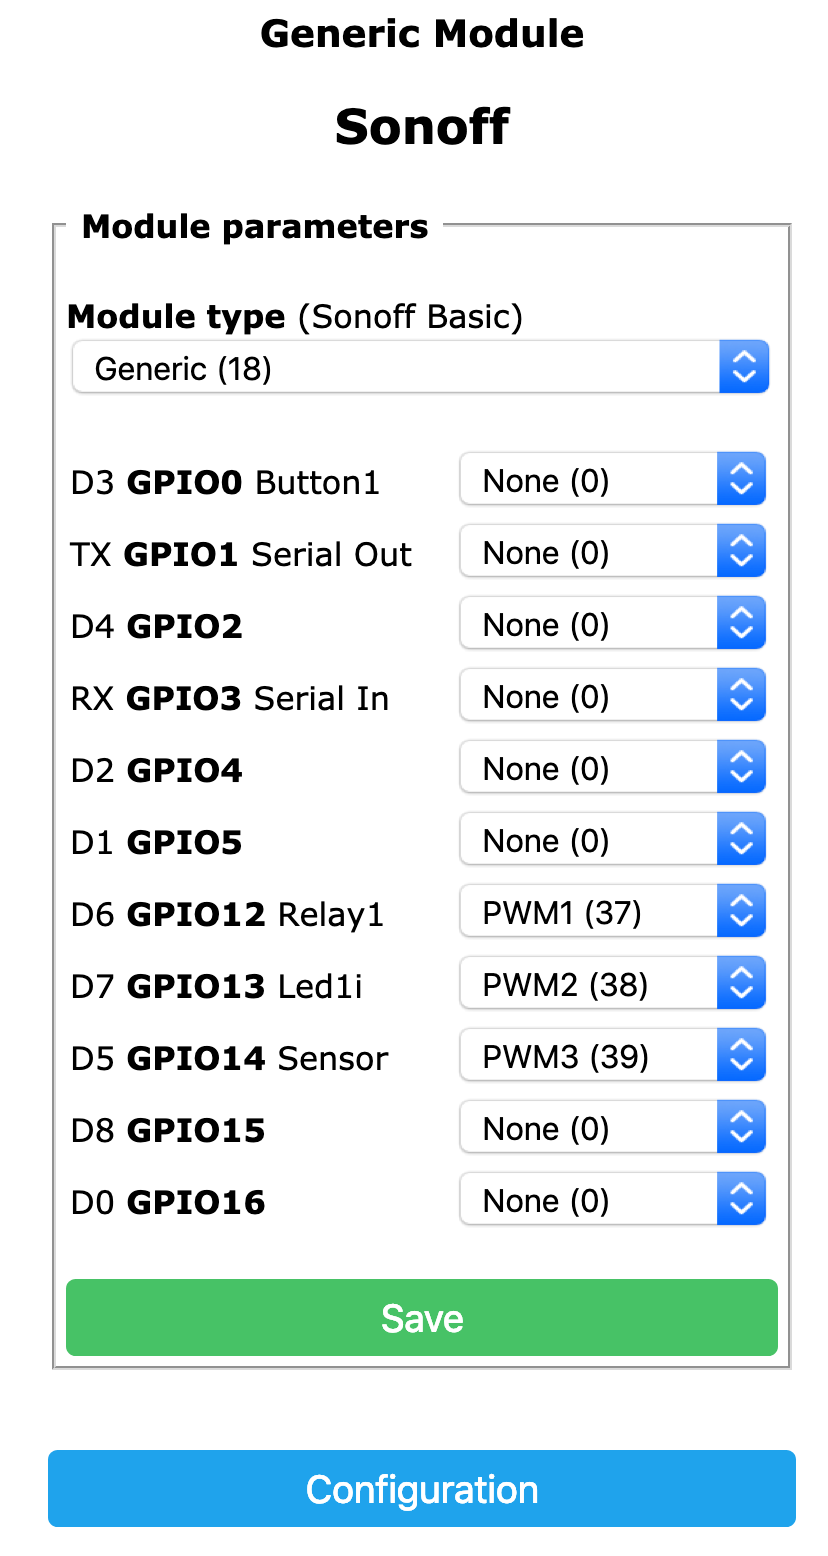 Generic Module
Sonoff
Module parameters
Module type (Sonoff Basic)
Generic (18)
D3 GPIO0 Button1 None (0)
TX GPIO1 Serial Out None (0)
D4 GPIO2 None (0)
RX GPIO3 Serial In None (0)
D2 GPIO4 None (0)
D1 GPIO5 None (0)
D6 GPIO12 Relay1 PWM1 (37)
D7 GPIO13 Led1i PWM2 (38)
D5 GPIO14 Sensor PWM3 (39)
D8 GPIO15 None (0)
D0 GPIO16 None (0)
Save
Configuration